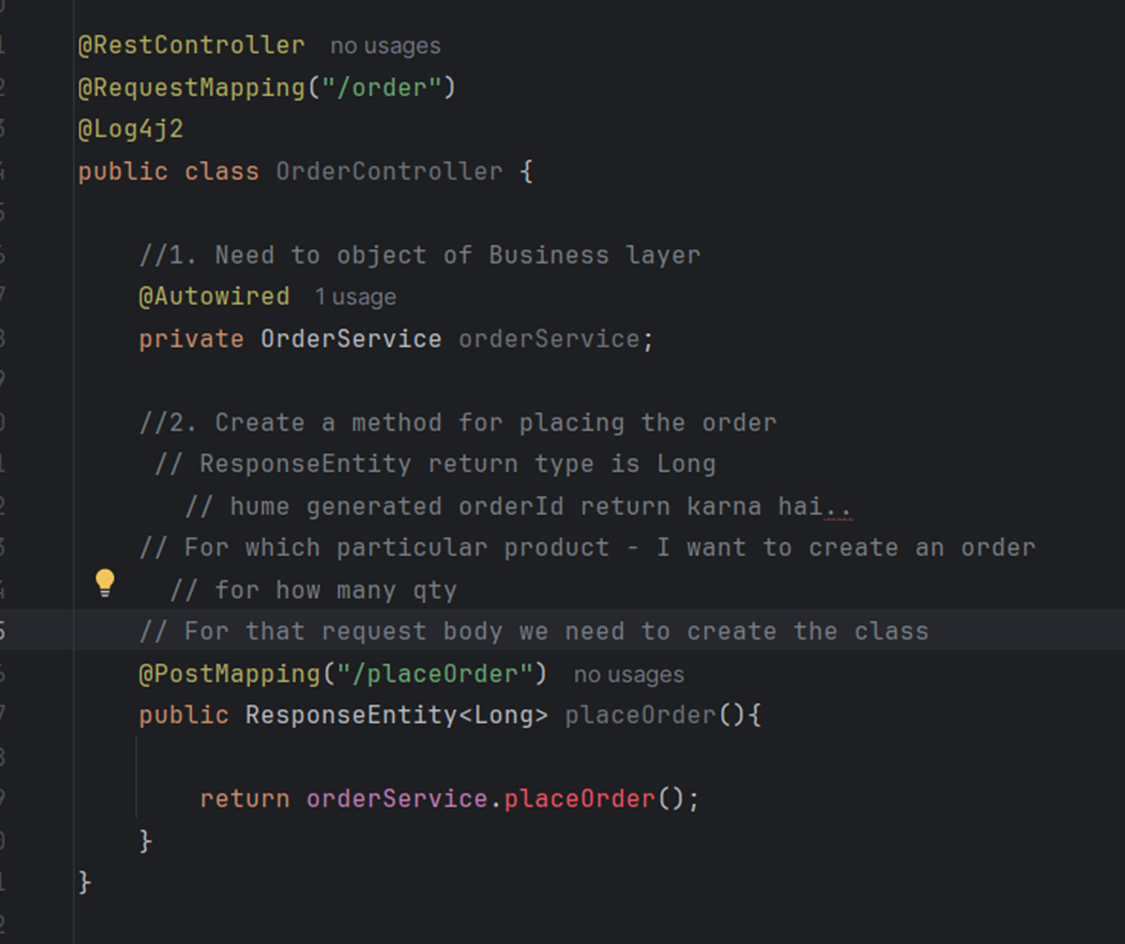 @RestController no usages
@RequestMapping("/order")
@Log4j2
public class OrderController {
//1. Need to object of Business layer
@Autowired 1 usage
private OrderService orderService;
//2. Create a method for placing the order
// ResponseEntity return type is Long
// hume generated orderId return karna hai..
// For which particular product - I want to create an order
// for how many qty
// For that request body we need to create the class
@PostMapping("/placeOrder") no usages
public ResponseEntity<Long> placeOrder(){
return orderService.placeOrder();
}
}